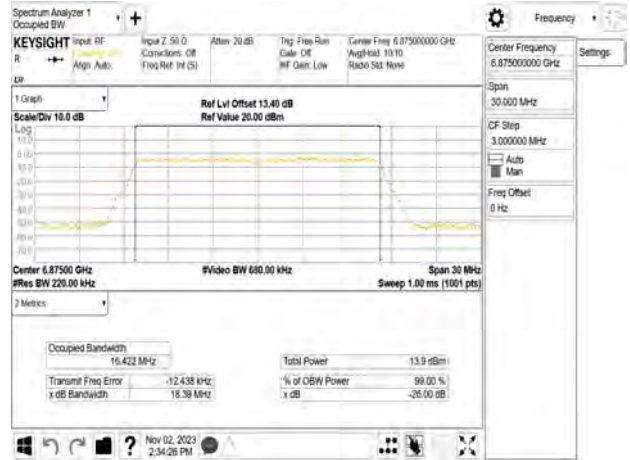 Spectrum Analyzer 1
Occupied BW
Frequency
KEYSIGHT
R
Input: RF
Align: Auto
Input Z: 50 Ω
Corrections: Off
Freq Ref: Int (S)
Atten: 20 dB
Trig: Free Run
Gate: Off
#IF Gain: Low
Center Freq: 6.875000000 GHz
Avg|Hold: 10/10
Radio Std: None
Center Frequency
6.875000000 GHz
Settings
Span
30.000 MHz
CF Step
3.000000 MHz
Auto
Man
Freq Offset
0 Hz
1 Graph
Scale/Div 10.0 dB
Ref Lvl Offset 13.40 dB
Ref Value 20.00 dBm
Log
10.0
0.00
Center 6.87500 GHz
#Res BW 220.00 kHz
#Video BW 680.00 kHz
Span 30 MHz
Sweep 1.00 ms (1001 pts)
2 Metrics
Occupied Bandwidth
16.422 MHz
Total Power
13.9 dBm
Transmit Freq Error
-12.438 kHz
% of OBW Power
99.00 %
x dB Bandwidth
18.39 MHz
x dB
-26.00 dB
?
Nov 02, 2023
2:34:26 PM